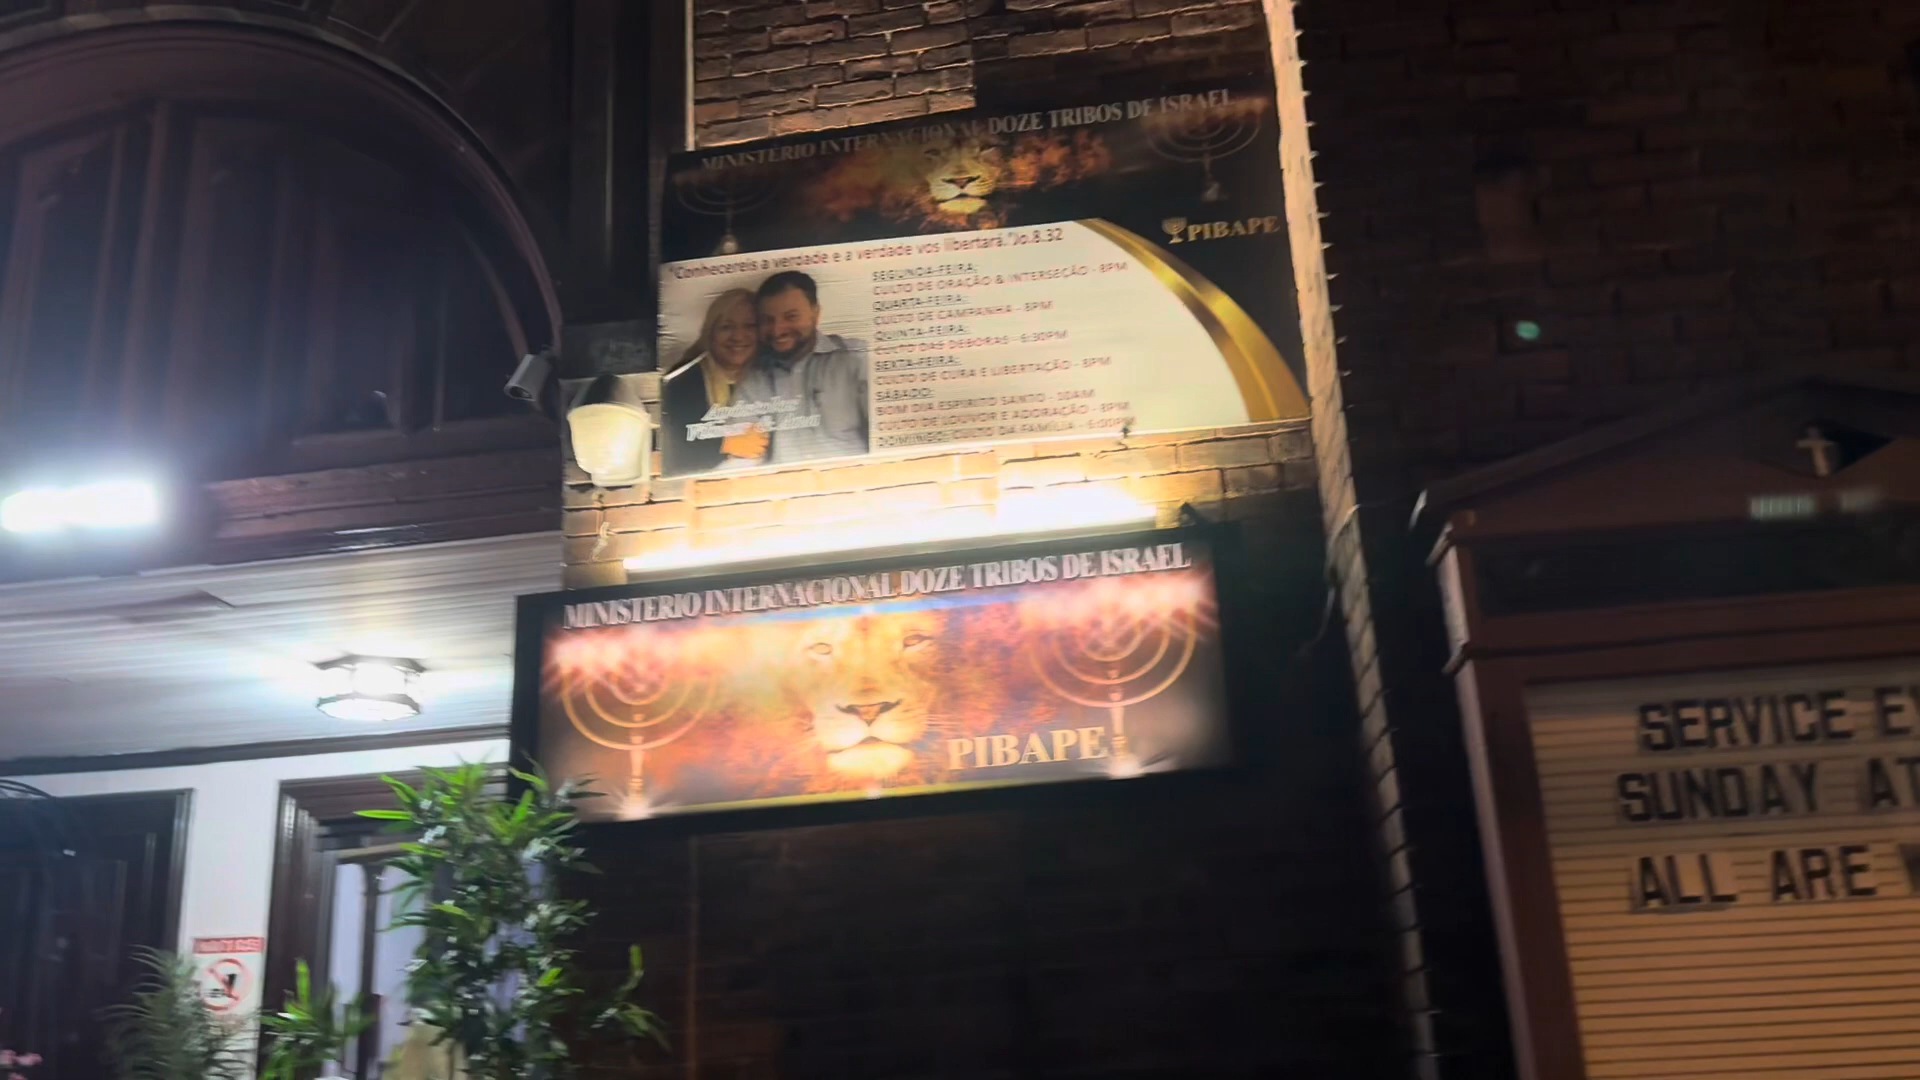 MINISTÉRIO INTERNACIONAL DOZE TRIBOS DE ISRAEL
PIBAPE
"Conhecereis a verdade e a verdade vos libertará."Jo.8.32
SEGUNDA-FEIRA:
CULTO DE ORAÇÃO & INTERSEÇÃO - 8PM
QUARTA-FEIRA:
CULTO DE CAMPANHA - 8PM
QUINTA-FEIRA:
CULTO DAS DEBORAS - 6:30PM
SEXTA-FEIRA:
CULTO DE CURA E LIBERTAÇÃO - 8PM
SÁBADO:
BOM DIA ESPIRITO SANTO - 10AM
CULTO DE LOUVOR E ADORAÇÃO - 8PM
DOMINGO: CULTO DA FAMÍLIA - 6:00PM
MINISTERIO INTERNACIONAL DOZE TRIBOS DE ISRAEL
PIBAPE
SERVICE
SUNDAY AT
ALL ARE